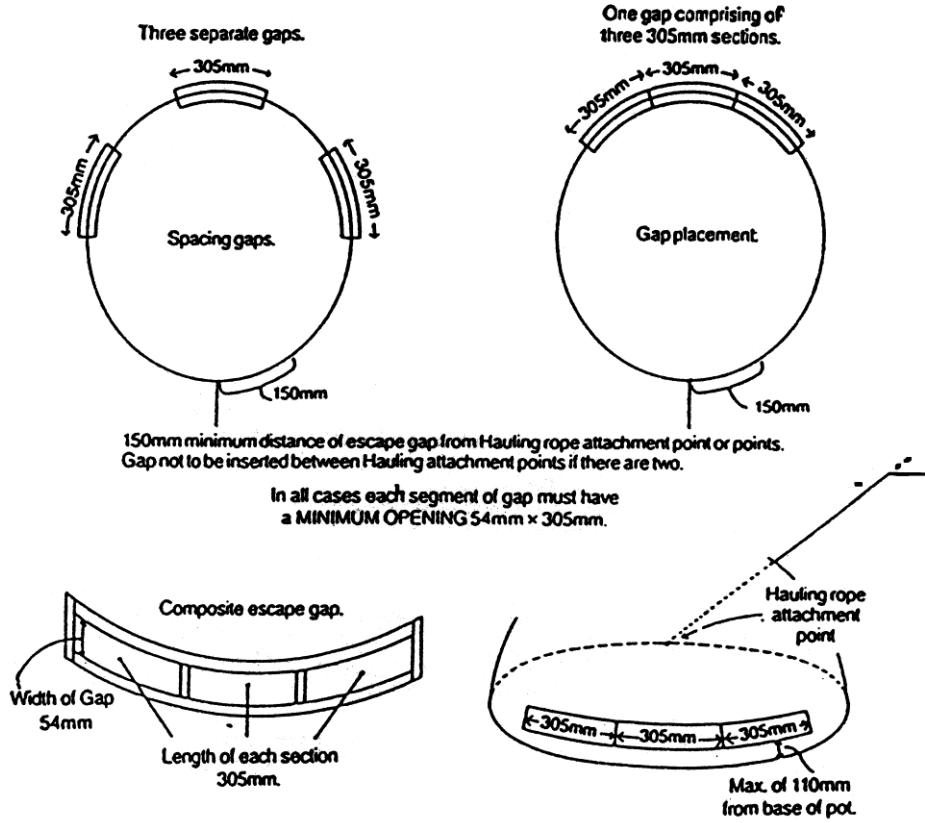 Three separate gaps.
305mm
305mm
305mm
Spacing gaps.
150mm
One gap comprising of
three 305mm sections.
305mm
305mm
305mm
Gap placement.
150mm
150mm minimum distance of escape gap from Hauling rope attachment point or points.
Gap not to be inserted between Hauling attachment points if there are two.
In all cases each segment of gap must have
a MINIMUM OPENING 54mm × 305mm.
Composite escape gap.
Width of Gap
54mm
Length of each section
305mm.
Hauling rope
attachment
point
305mm
305mm
305mm
Max. of 110mm
from base of pot.